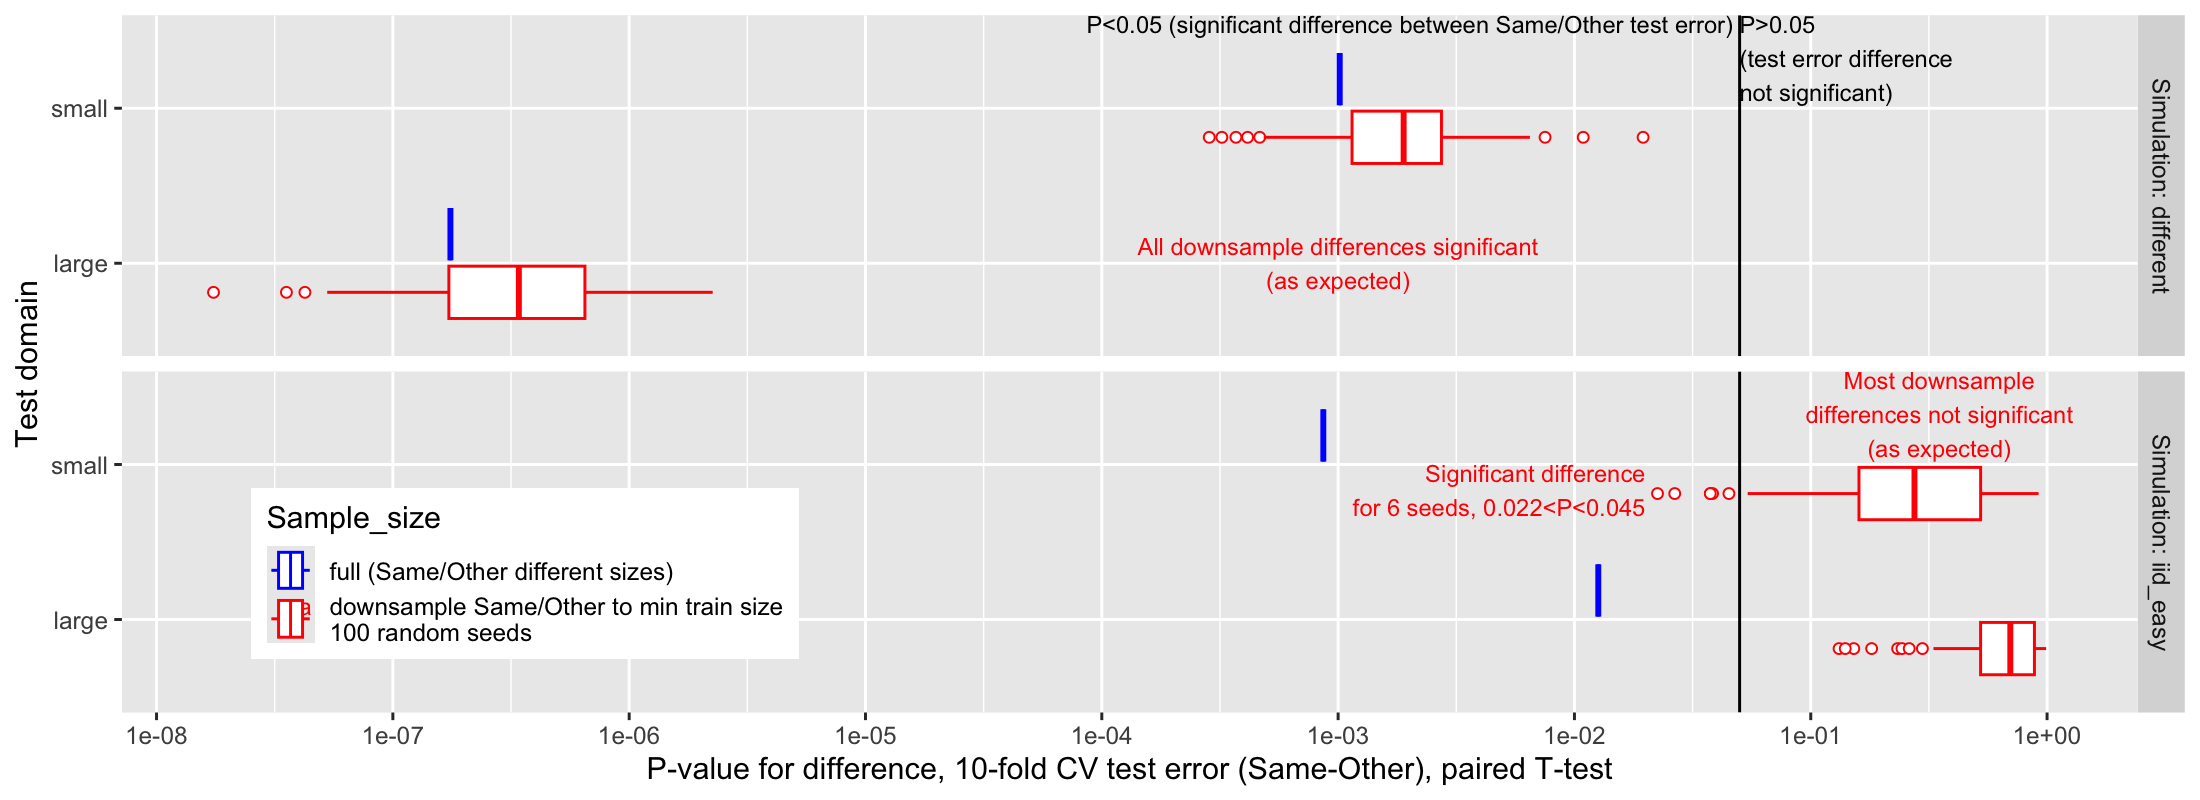 P<0.05 (significant difference between Same/Other test error)
P>0.05
(test error difference
not significant)
small
All downsample differences significant
(as expected)
large
Simulation: different
Test domain
Most downsample
differences not significant
(as expected)
small
Significant difference
for 6 seeds, 0.022<P<0.045
large
Simulation: iid_easy
Sample_size
full (Same/Other different sizes)
downsample Same/Other to min train size
100 random seeds
1e-08 1e-07 1e-06 1e-05 1e-04 1e-03 1e-02 1e-01 1e+00
P-value for difference, 10-fold CV test error (Same-Other), paired T-test